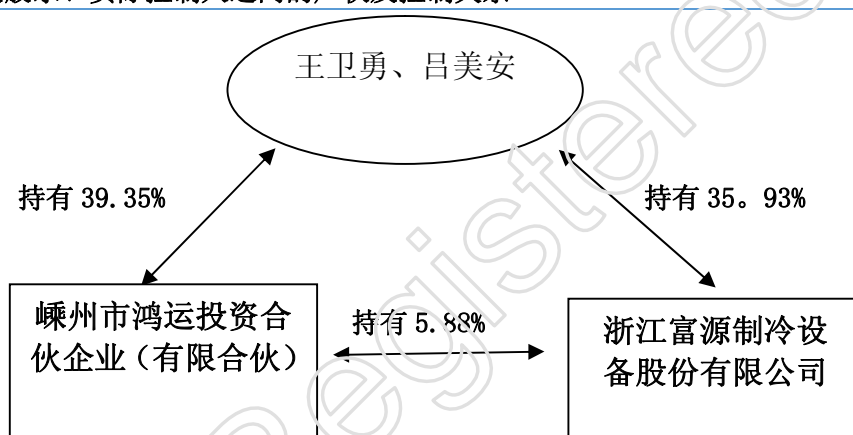 王卫勇、吕美安
持有 39.35%
持有 35。93%
嵊州市鸿运投资合
伙企业（有限合伙）
持有 5.88%
浙江富源制冷设
备股份有限公司
Registered